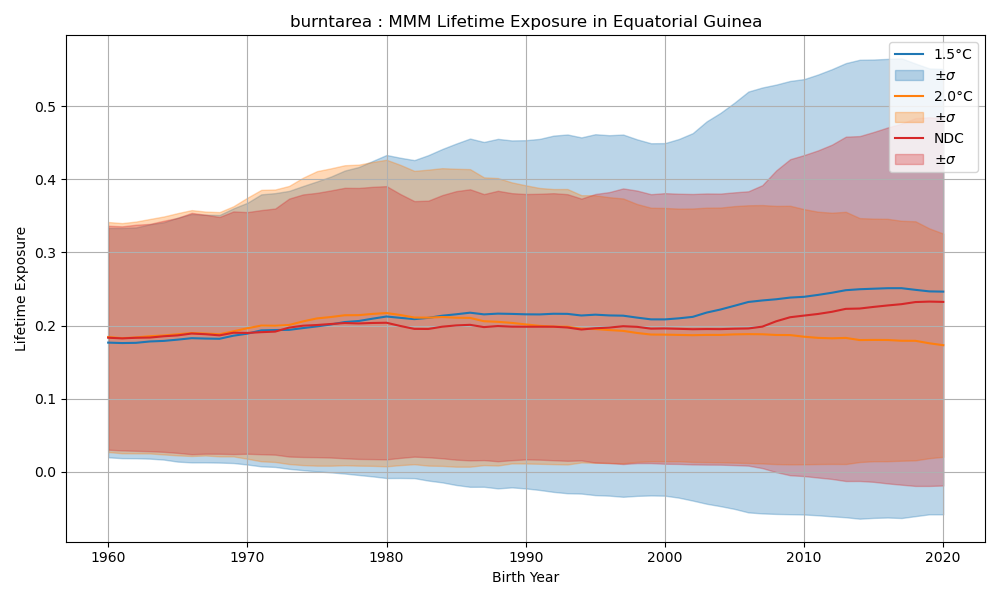 burntarea : MMM Lifetime Exposure in Equatorial Guinea
1.5°C
±σ
2.0°C
±σ
NDC
±σ
Lifetime Exposure
0.5
0.4
0.3
0.2
0.1
0.0
1960 1970 1980 1990 2000 2010 2020
Birth Year